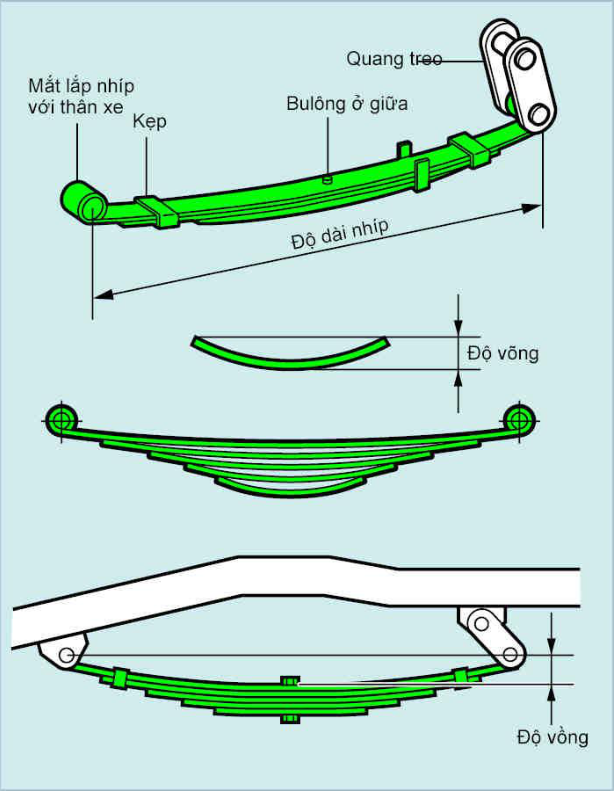 Quang treo
Mắt lắp nhíp
với thân xe
Kẹp
Bulông ở giữa
Độ dài nhíp
Độ võng
Độ vồng